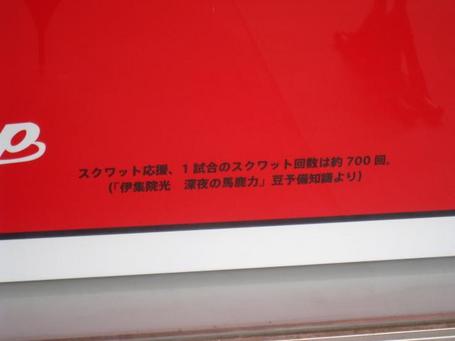 p
スクワット応援、1試合のスクワット回数は約700回。
(「伊集院光　深夜の馬鹿力」豆予備知識より)